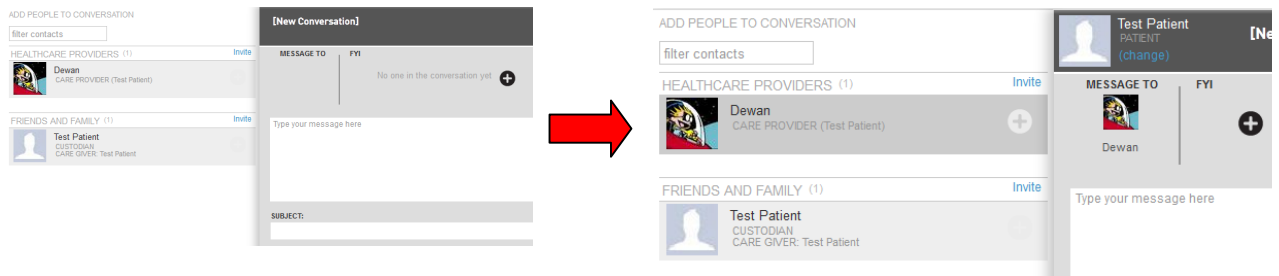 ADD PEOPLE TO CONVERSATION
filter contacts
HEALTHCARE PROVIDERS (1) Invite
Dewan
CARE PROVIDER (Test Patient)
FRIENDS AND FAMILY (1) Invite
Test Patient
CUSTODIAN
CARE GIVER: Test Patient
[New Conversation]
MESSAGE TO FYI
No one in the conversation yet
Type your message here
SUBJECT:
ADD PEOPLE TO CONVERSATION
filter contacts
HEALTHCARE PROVIDERS (1) Invite
Dewan
CARE PROVIDER (Test Patient)
FRIENDS AND FAMILY (1) Invite
Test Patient
CUSTODIAN
CARE GIVER: Test Patient
Test Patient
PATIENT
(change)
[Ne
MESSAGE TO FYI
Dewan
Type your message here